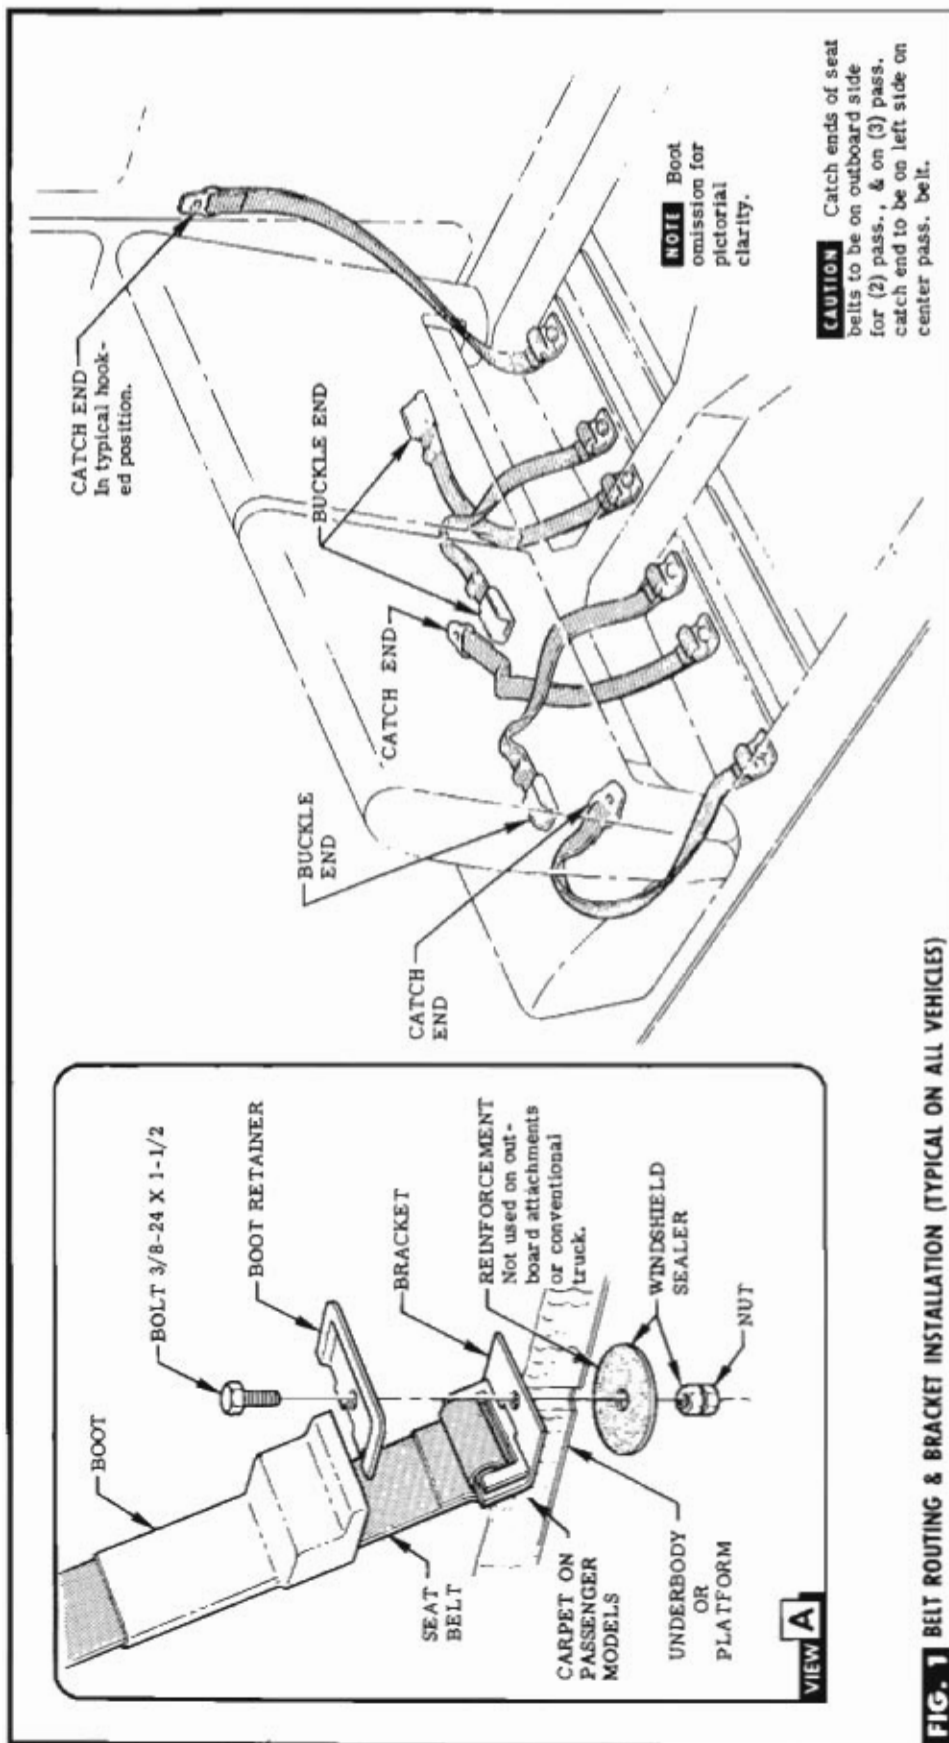 BOOT
BOLT 3/8-24 X 1-1/2
BOOT RETAINER
BRACKET
REINFORCEMENT
Not used on out-
board attachments
or conventional
truck.
WINDSHIELD
SEALER
NUT
SEAT
BELT
CARPET ON
PASSENGER
MODELS
UNDERBODY
OR
PLATFORM
VIEW A
CATCH END
In typical hook-
ed position.
BUCKLE END
CATCH END
BUCKLE
END
CATCH
END
NOTE Boot
omission for
pictorial
clarity.
CAUTION Catch ends of seat
belts to be on outboard side
for (2) pass., & on (3) pass.
catch end to be on left side on
center pass. belt.
FIG. 1 BELT ROUTING & BRACKET INSTALLATION (TYPICAL ON ALL VEHICLES)